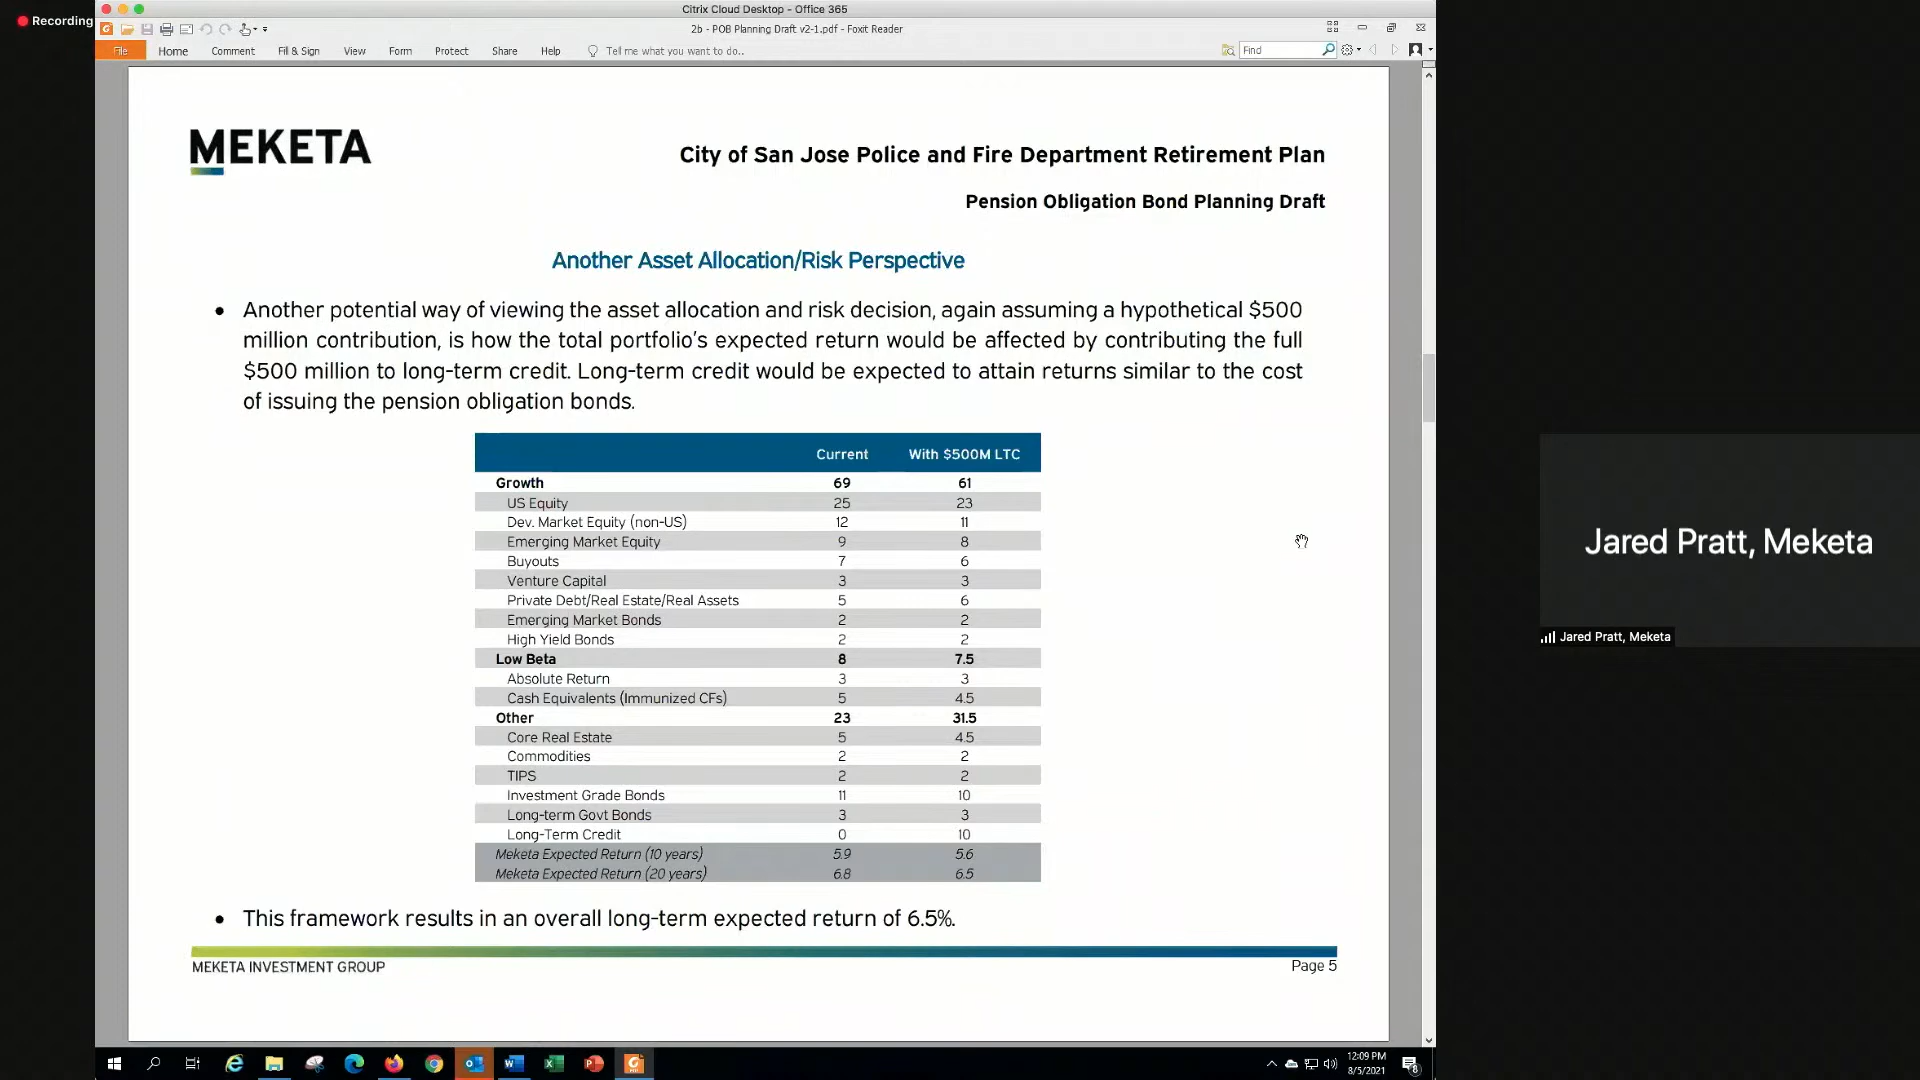 Recording
Citrix Cloud Desktop - Office 365
2b - POB Planning Draft v2-1.pdf - Foxit Reader
File Home Comment Fill & Sign View Form Protect Share Help Tell me what you want to do.. Find
MEKETA
City of San Jose Police and Fire Department Retirement Plan
Pension Obligation Bond Planning Draft
Another Asset Allocation/Risk Perspective
• Another potential way of viewing the asset allocation and risk decision, again assuming a hypothetical $500
million contribution, is how the total portfolio's expected return would be affected by contributing the full
$500 million to long-term credit. Long-term credit would be expected to attain returns similar to the cost
of issuing the pension obligation bonds.
Current With $500M LTC
Growth 69 61
US Equity 25 23
Dev. Market Equity (non-US) 12 11
Emerging Market Equity 9 8
Buyouts 7 6
Venture Capital 3 3
Private Debt/Real Estate/Real Assets 5 6
Emerging Market Bonds 2 2
High Yield Bonds 2 2
Low Beta 8 7.5
Absolute Return 3 3
Cash Equivalents (Immunized CFs) 5 4.5
Other 23 31.5
Core Real Estate 5 4.5
Commodities 2 2
TIPS 2 2
Investment Grade Bonds 11 10
Long-term Govt Bonds 3 3
Long-Term Credit 0 10
Meketa Expected Return (10 years) 5.9 5.6
Meketa Expected Return (20 years) 6.8 6.5
• This framework results in an overall long-term expected return of 6.5%.
MEKETA INVESTMENT GROUP
Page 5
Jared Pratt, Meketa
Jared Pratt, Meketa
12:09 PM
8/5/2021
8